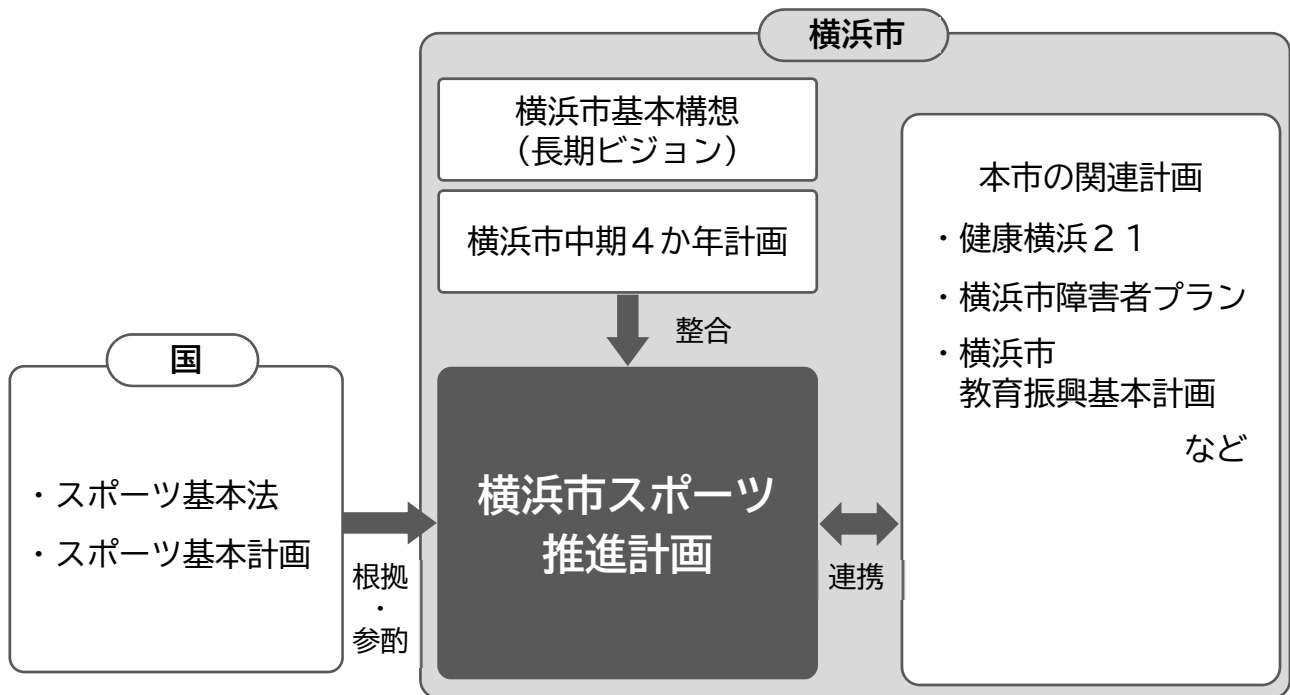 横浜市
横浜市基本構想
（長期ビジョン）
横浜市中期４か年計画
整合
国
・スポーツ基本法
・スポーツ基本計画
根拠
・
参酌
横浜市スポーツ
推進計画
連携
本市の関連計画
・健康横浜２１
・横浜市障害者プラン
・横浜市
教育振興基本計画
など